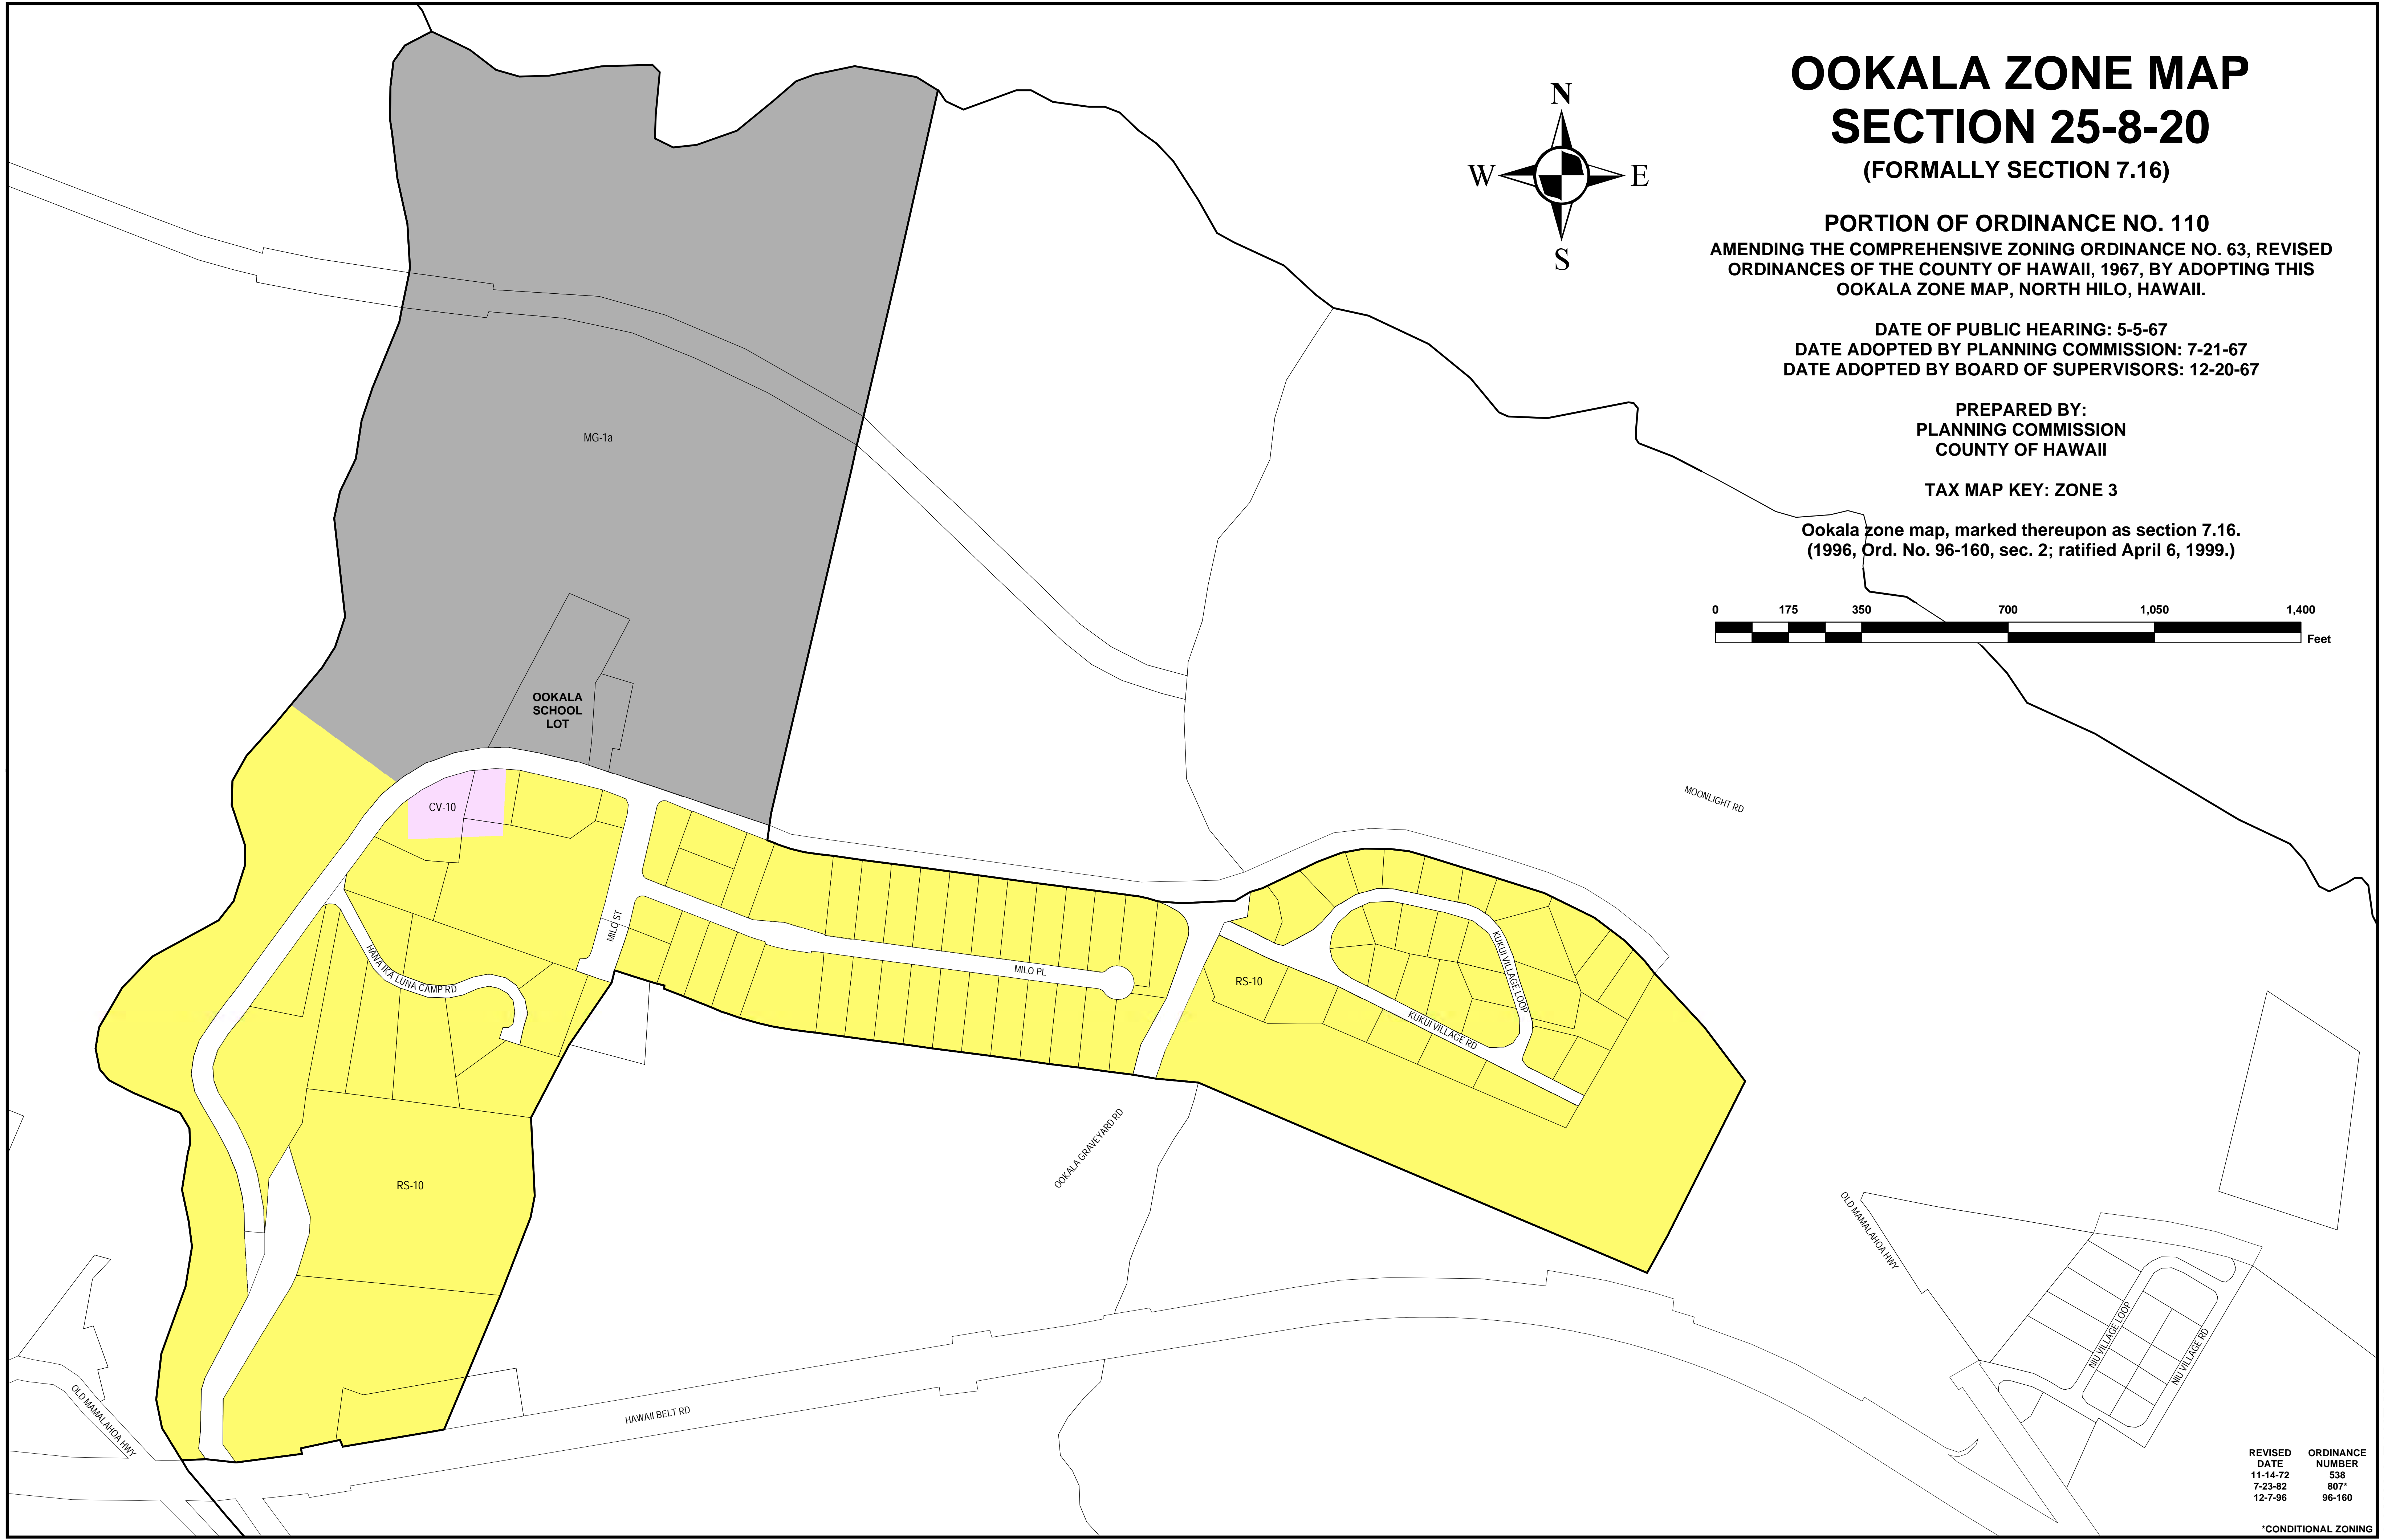 OOKALA ZONE MAP
SECTION 25-8-20
(FORMALLY SECTION 7.16)
PORTION OF ORDINANCE NO. 110
AMENDING THE COMPREHENSIVE ZONING ORDINANCE NO. 63, REVISED
ORDINANCES OF THE COUNTY OF HAWAII, 1967, BY ADOPTING THIS
OOKALA ZONE MAP, NORTH HILO, HAWAII.
DATE OF PUBLIC HEARING: 5-5-67
DATE ADOPTED BY PLANNING COMMISSION: 7-21-67
DATE ADOPTED BY BOARD OF SUPERVISORS: 12-20-67
PREPARED BY:
PLANNING COMMISSION
COUNTY OF HAWAII
TAX MAP KEY: ZONE 3
Ookala zone map, marked thereupon as section 7.16.
(1996, Ord. No. 96-160, sec. 2; ratified April 6, 1999.)
0 175 350 700 1,050 1,400
Feet
N
W E
S
MG-1a
OOKALA
SCHOOL
LOT
CV-10
MOONLIGHT RD
MILO ST
HANA IKA LUNA CAMP RD
MILO PL
RS-10
KUKUI VILLAGE LOOP
KUKUI VILLAGE RD
OOKALA GRAVEYARD RD
RS-10
OLD MAMALAHOA HWY
NIU VILLAGE LOOP
NIU VILLAGE RD
OLD MAMALAHOA HWY
HAWAII BELT RD
REVISED ORDINANCE
DATE NUMBER
11-14-72 538
7-23-82 807*
12-7-96 96-160
*CONDITIONAL ZONING